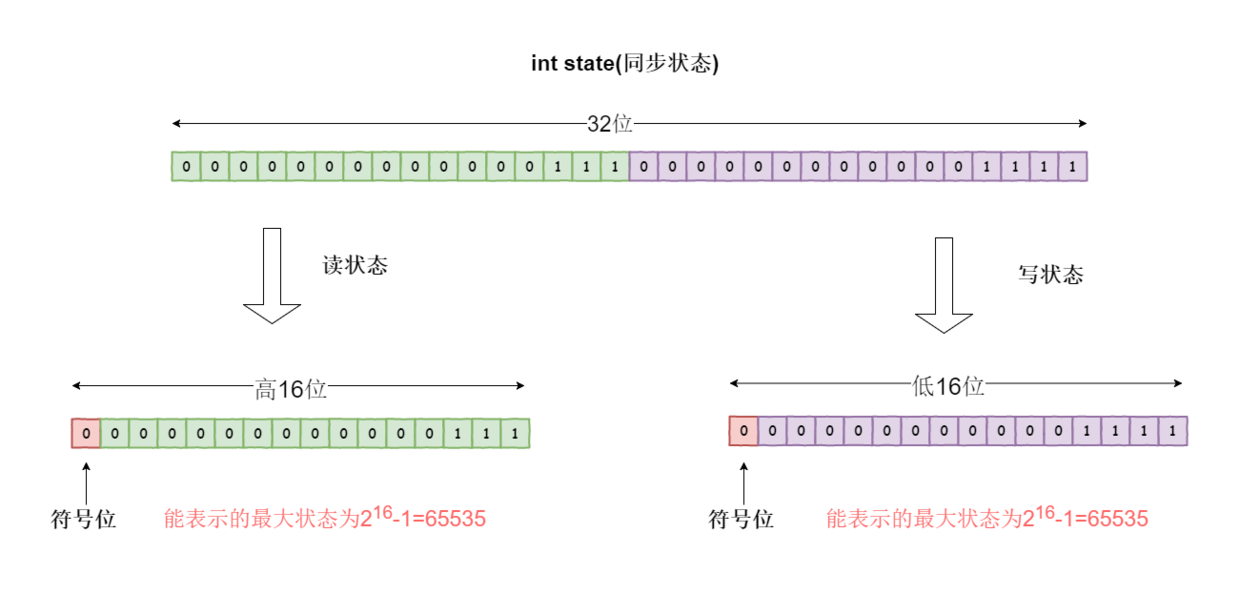 int state(同步状态)
32位
0 0 0 0 0 0 0 0 0 0 0 0 0 1 1 1 0 0 0 0 0 0 0 0 0 0 0 0 1 1 1 1
读状态
写状态
高16位
低16位
0 0 0 0 0 0 0 0 0 0 0 0 0 1 1 1
0 0 0 0 0 0 0 0 0 0 0 0 1 1 1 1
符号位
能表示的最大状态为2^16-1=65535
符号位
能表示的最大状态为2^16-1=65535